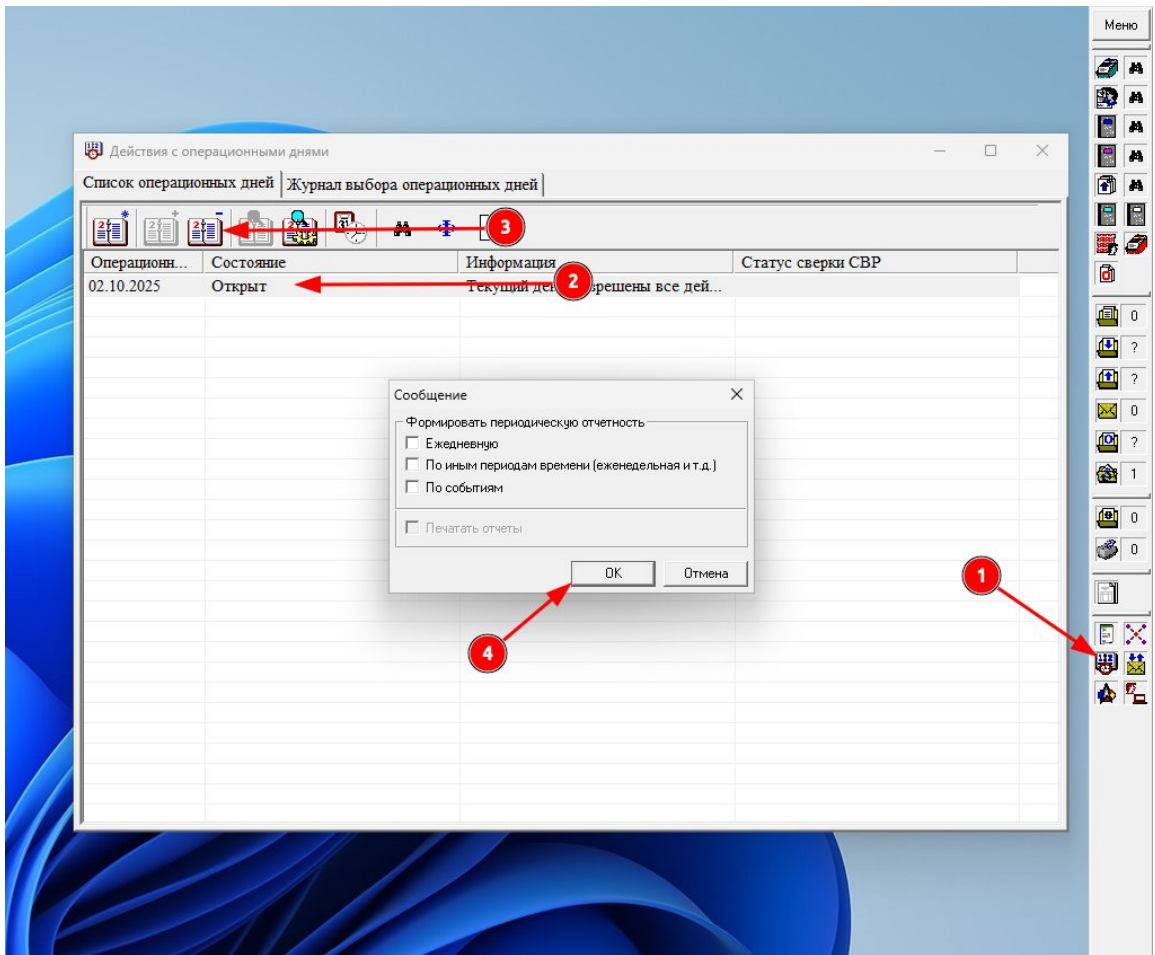 Меню
Действия с операционными днями
Список операционных дней
Журнал выбора операционных дней
3
Операционн... Состояние Информация Статус сверки СВР
02.10.2025 Открыт Текущий ден 2 решены все дей...
0
?
?
Сообщение
Формировать периодическую отчетность
0
Ежедневную
?
По иным периодам времени (еженедельная и т.д.)
1
По событиям
0
Печатать отчеты
0
ОК Отмена
1
4